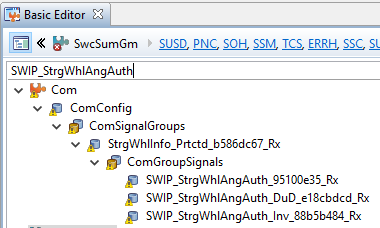 Basic Editor
SwcSumGm SUSD, PNC, SOH, SSM, TCS, ERRH, SSC, SU
SWIP_StrgWhlAngAuth
Com
ComConfig
ComSignalGroups
StrgWhlInfo_Prtctd_b586dc67_Rx
ComGroupSignals
SWIP_StrgWhlAngAuth_95100e35_Rx
SWIP_StrgWhlAngAuth_DuD_e18cbdcd_Rx
SWIP_StrgWhlAngAuth_Inv_88b5b484_Rx